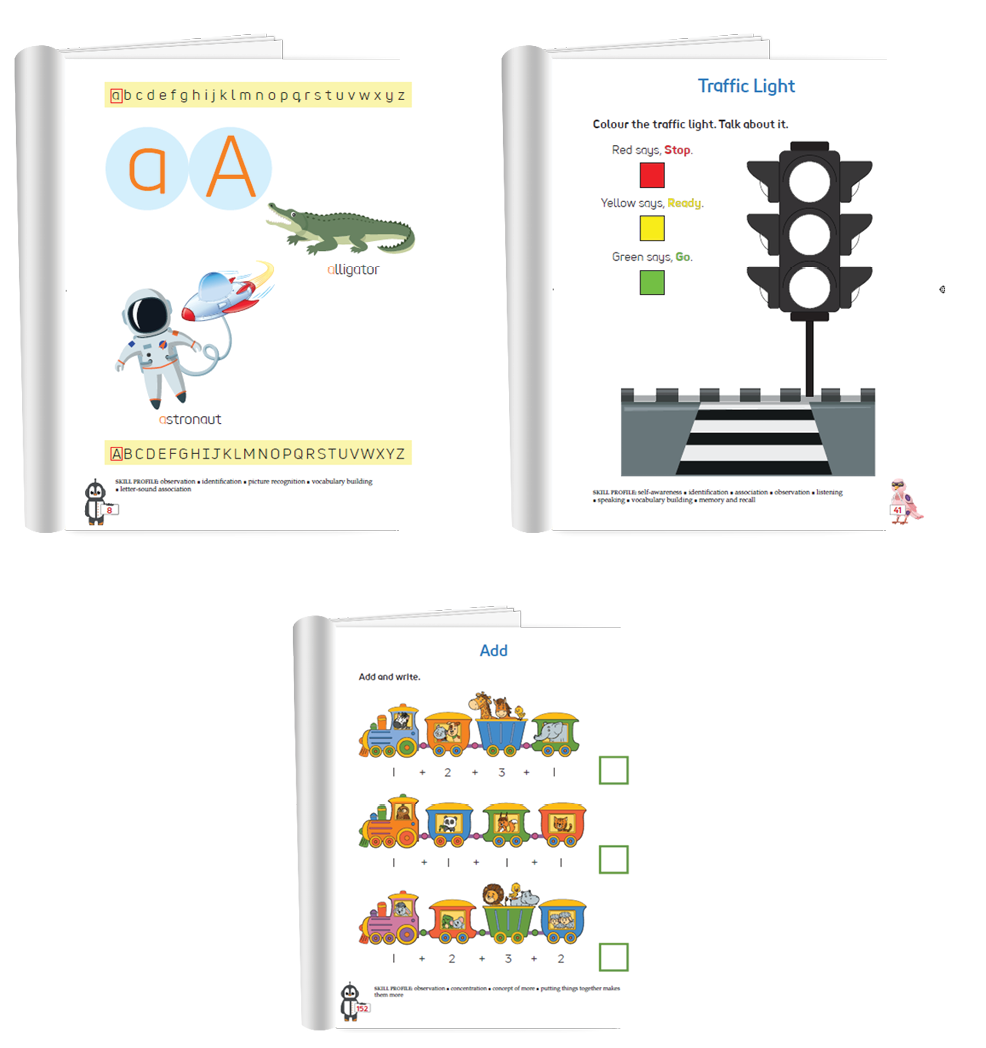 a b c d e f g h i j k l m n o p q r s t u v w x y z
a A
alligator
astronaut
A B C D E F G H I J K L M N O P Q R S T U V W X Y Z
SKILL PROFILE: observation • identification • picture recognition • vocabulary building
• letter-sound association
8
Traffic Light
Colour the traffic light. Talk about it.
Red says, Stop.
Yellow says, Ready.
Green says, Go.
SKILL PROFILE: self-awareness • identification • association • observation • listening
• speaking • vocabulary building • memory and recall
41
Add
Add and write.
1 + 2 + 3 + 1
1 + 1 + 1 + 1
1 + 2 + 3 + 2
SKILL PROFILE: observation • concentration • concept of more • putting things together makes
them more
152